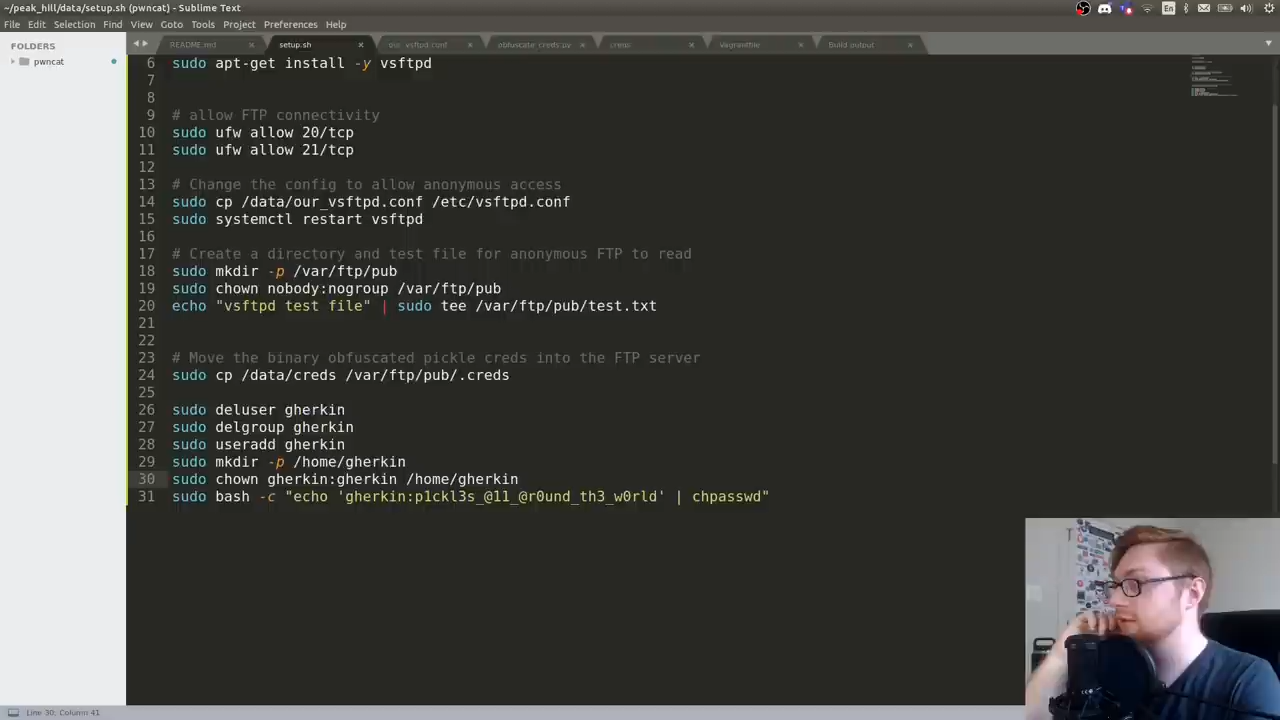 ~/peak_hill/data/setup.sh (pwncat) - Sublime Text
File Edit Selection Find View Goto Tools Project Preferences Help
En
FOLDERS
pwncat
README.md
setup.sh
our_vsftpd.conf
obfuscate_creds.py
creds
Vagrantfile
Build output
6 sudo apt-get install -y vsftpd
7
8
9 # allow FTP connectivity
10 sudo ufw allow 20/tcp
11 sudo ufw allow 21/tcp
12
13 # Change the config to allow anonymous access
14 sudo cp /data/our_vsftpd.conf /etc/vsftpd.conf
15 sudo systemctl restart vsftpd
16
17 # Create a directory and test file for anonymous FTP to read
18 sudo mkdir -p /var/ftp/pub
19 sudo chown nobody:nogroup /var/ftp/pub
20 echo "vsftpd test file" | sudo tee /var/ftp/pub/test.txt
21
22
23 # Move the binary obfuscated pickle creds into the FTP server
24 sudo cp /data/creds /var/ftp/pub/.creds
25
26 sudo deluser gherkin
27 sudo delgroup gherkin
28 sudo useradd gherkin
29 sudo mkdir -p /home/gherkin
30 sudo chown gherkin:gherkin /home/gherkin
31 sudo bash -c "echo 'gherkin:p1ckl3s_@11_@r0und_th3_w0rld' | chpasswd"
Line 30; Column 41